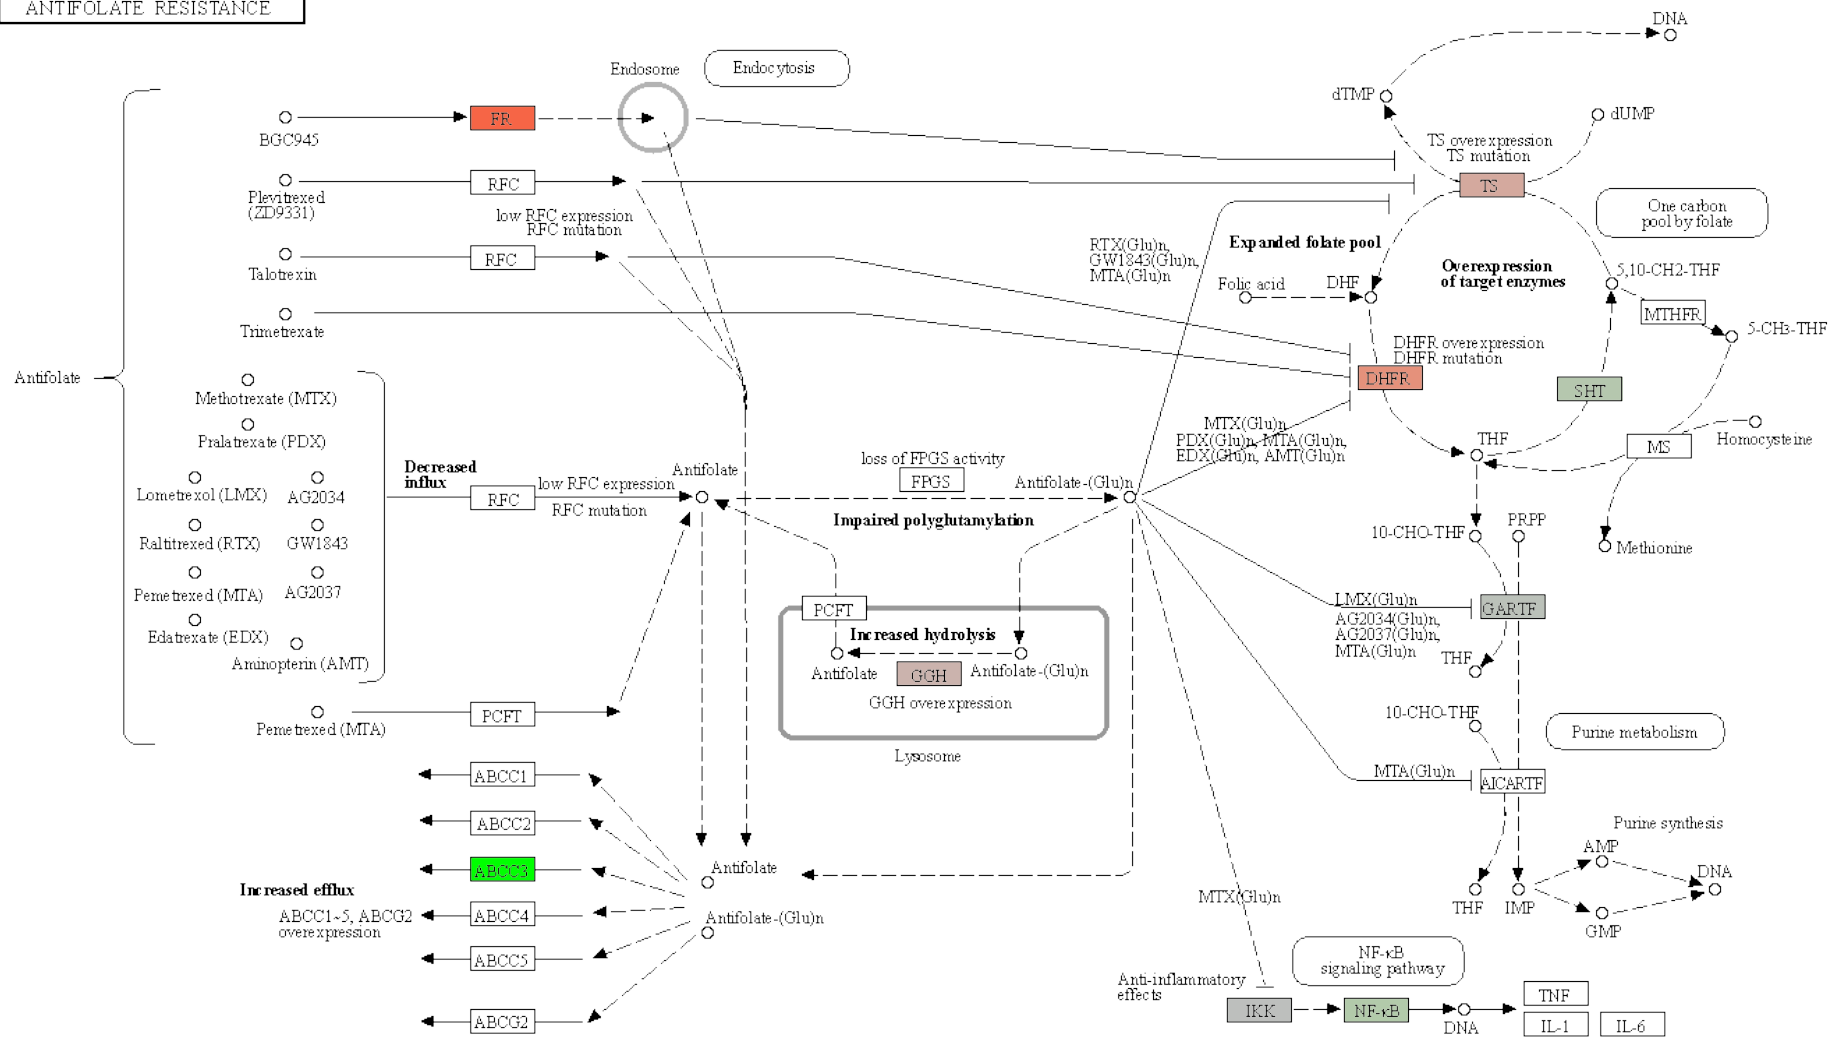 ANTIFOLATE RESISTANCE
DNA
Endosome
Endocytosis
dTMP
dUMP
FR
BGC945
TS overexpression
TS mutation
TS
RFC
Plevitrexed
(ZD9331)
low RFC expression
RFC mutation
One carbon
pool by folate
RTX(Glu)n,
GW1843(Glu)n,
MTA(Glu)n
Expanded folate pool
RFC
Talotrexin
Overexpression
of target enzymes
5,10-CH2-THF
Folic acid
DHF
MTHFR
Trimetrexate
5-CH3-THF
DHFR overexpression
DHFR mutation
Antifolate
DHFR
SHT
Methotrexate (MTX)
Pralatrexate (PDX)
MTX(Glu)n
PDX(Glu)n, MTA(Glu)n,
EDX(Glu)n, AMT(Glu)n
THF
Homocysteine
MS
Decreased
influx
Antifolate
loss of FPGS activity
FPGS
Antifolate-(Glu)n
Lometrexol (LMX)
AG2034
RFC
low RFC expression
RFC mutation
Impaired polyglutamylation
Raltitrexed (RTX)
GW1843
10-CHO-THF
PRPP
Methionine
Pemetrexed (MTA)
AG2037
PCFT
LMX(Glu)n
AG2034(Glu)n,
AG2037(Glu)n,
MTA(Glu)n
GARTF
Edatrexate (EDX)
Increased hydrolysis
Aminopterin (AMT)
Antifolate
GGH
Antifolate-(Glu)n
THF
GGH overexpression
PCFT
Pemetrexed (MTA)
10-CHO-THF
Purine metabolism
Lysosome
ABCC1
MTA(Glu)n
AICARTF
ABCC2
Purine synthesis
AMP
ABCC3
Antifolate
DNA
Increased efflux
ABCC1~5, ABCG2
overexpression
ABCC4
Antifolate-(Glu)n
MTX(Glu)n
THF
IMP
GMP
ABCC5
NF-κB
signaling pathway
Anti-inflammatory
effects
TNF
IKK
NF-κB
DNA
ABCG2
IL-1
IL-6